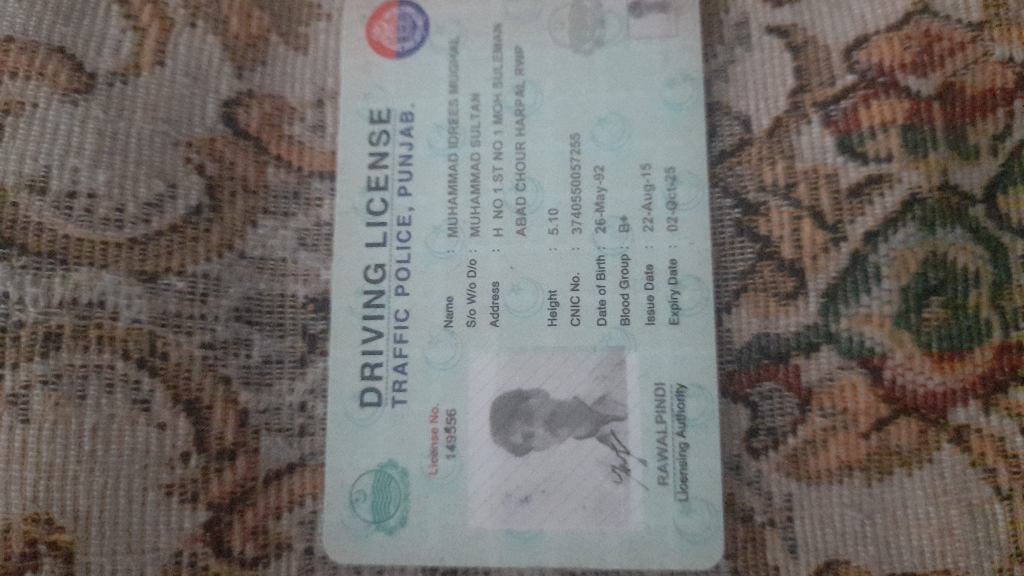 DRIVING LICENSE
TRAFFIC POLICE, PUNJAB.
License No.
149556
Name : MUHAMMAD IDREES MUGHAL
S/o W/o D/o : MUHAMMAD SULTAN
Address : H NO 1 ST NO 1 MOH SULEMAN
ABAD CHOUR HARPAL RWP
Height : 5.10
CNIC No. : 3740550057255
Date of Birth : 26-May-92
Blood Group : B+
Issue Date : 22-Aug-15
Expiry Date : 02-Oct-25
RAWALPINDI
Licensing Authority